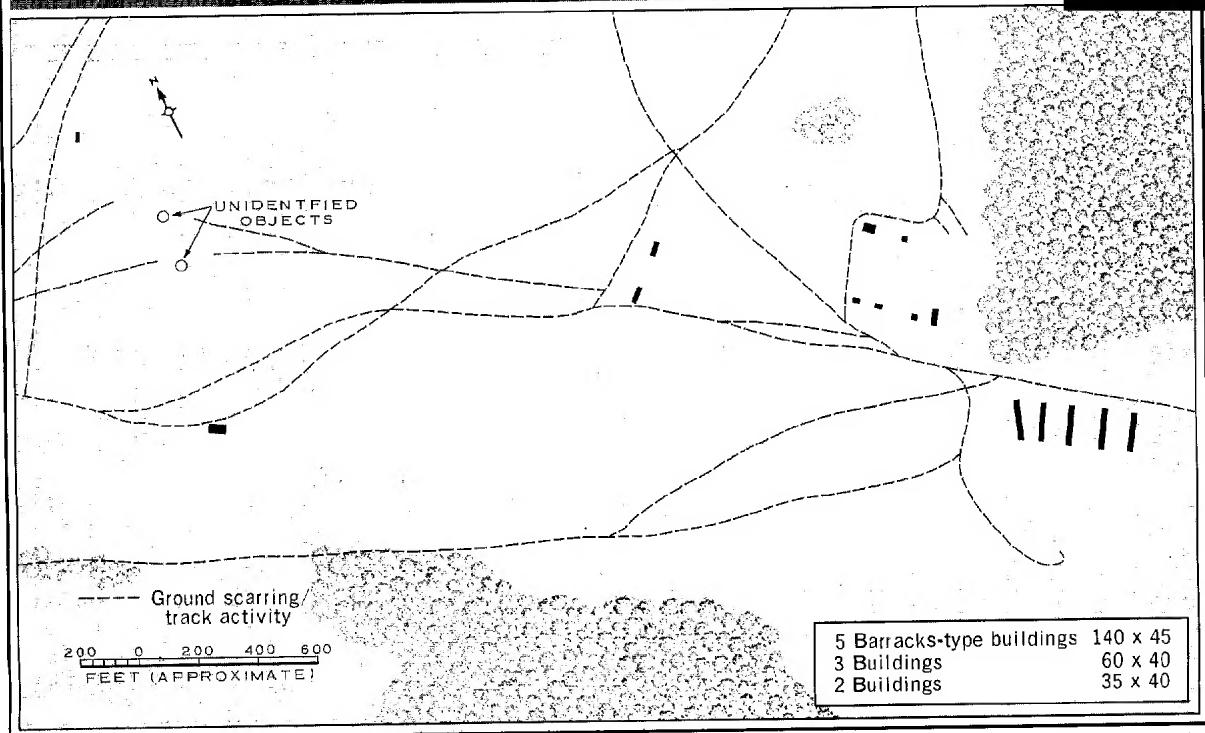 N
UNIDENTFIED
OBJECTS
Ground scarring/
track activity
200 0 200 400 600
FEET (APPROXIMATE)
5 Barracks-type buildings 140 x 45
3 Buildings 60 x 40
2 Buildings 35 x 40